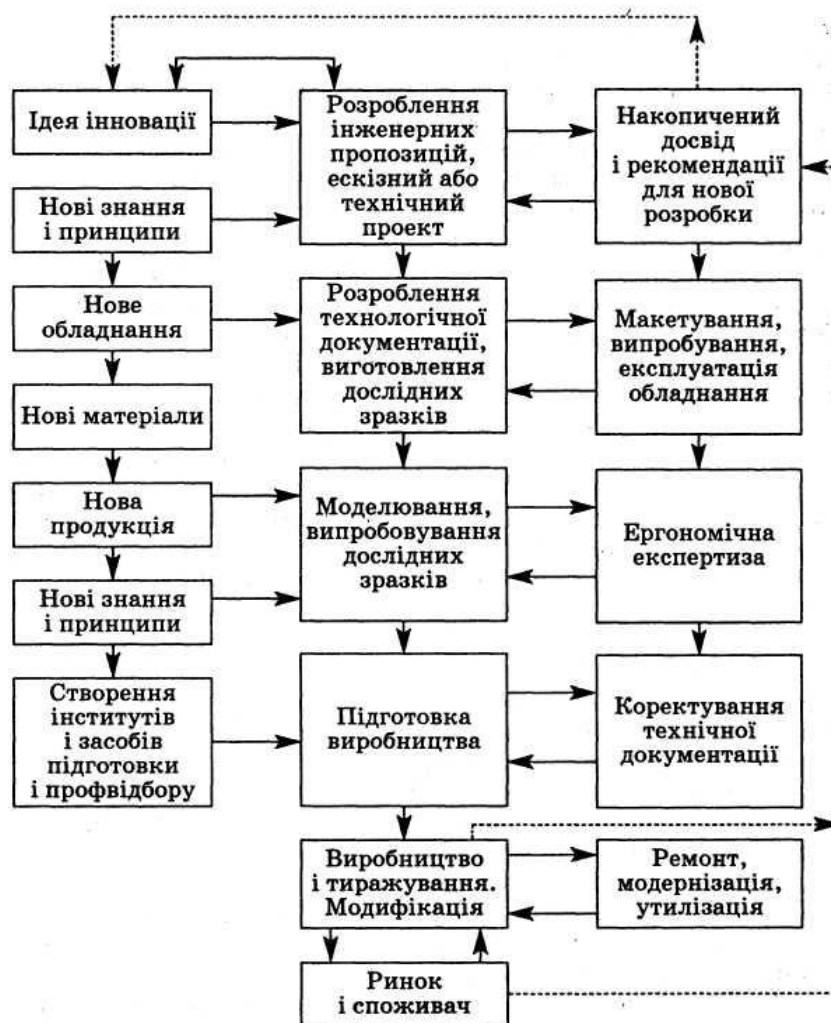 Ідея інновації
Розроблення
інженерних
пропозицій,
ескізний або
технічний
проект
Накопичений
досвід
і рекомендації
для нової
розробки
Нові знання
і принципи
Нове
обладнання
Розроблення
технологічної
документації,
виготовлення
дослідних
зразків
Макетування,
випробування,
експлуатація
обладнання
Нові матеріали
Нова
продукція
Моделювання,
випробовування
дослідних
зразків
Ергономічна
експертиза
Нові знання
і принципи
Створення
інститутів
і засобів
підготовки
і профвідбору
Підготовка
виробництва
Коректування
технічної
документації
Виробництво
і тиражування.
Модифікація
Ремонт,
модернізація,
утилізація
Ринок
і споживач